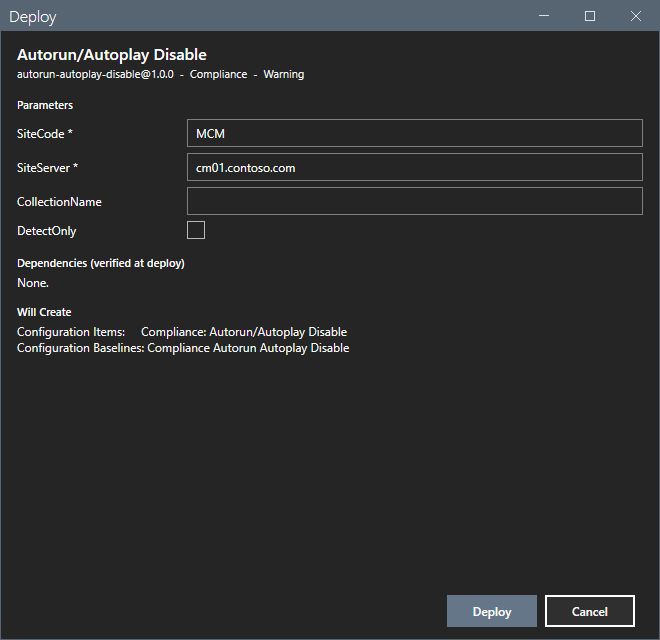 Deploy
Autorun/Autoplay Disable
autorun-autoplay-disable@1.0.0 - Compliance - Warning
Parameters
SiteCode * MCM
SiteServer * cm01.contoso.com
CollectionName
DetectOnly
Dependencies (verified at deploy)
None.
Will Create
Configuration Items: Compliance: Autorun/Autoplay Disable
Configuration Baselines: Compliance Autorun Autoplay Disable
Deploy Cancel